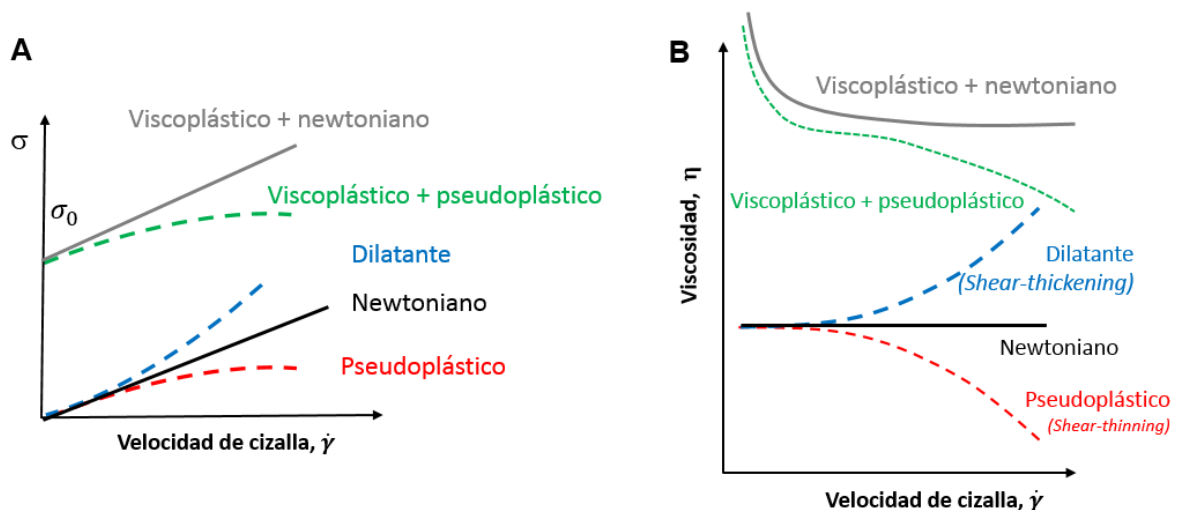 A
σ
σ₀
Viscoplástico + newtoniano
Viscoplástico + pseudoplástico
Dilatante
Newtoniano
Pseudoplástico
Velocidad de cizalla, γ̇
B
Viscosidad, η
Viscoplástico + newtoniano
Viscoplástico + pseudoplástico
Dilatante
(Shear-thickening)
Newtoniano
Pseudoplástico
(Shear-thinning)
Velocidad de cizalla, γ̇